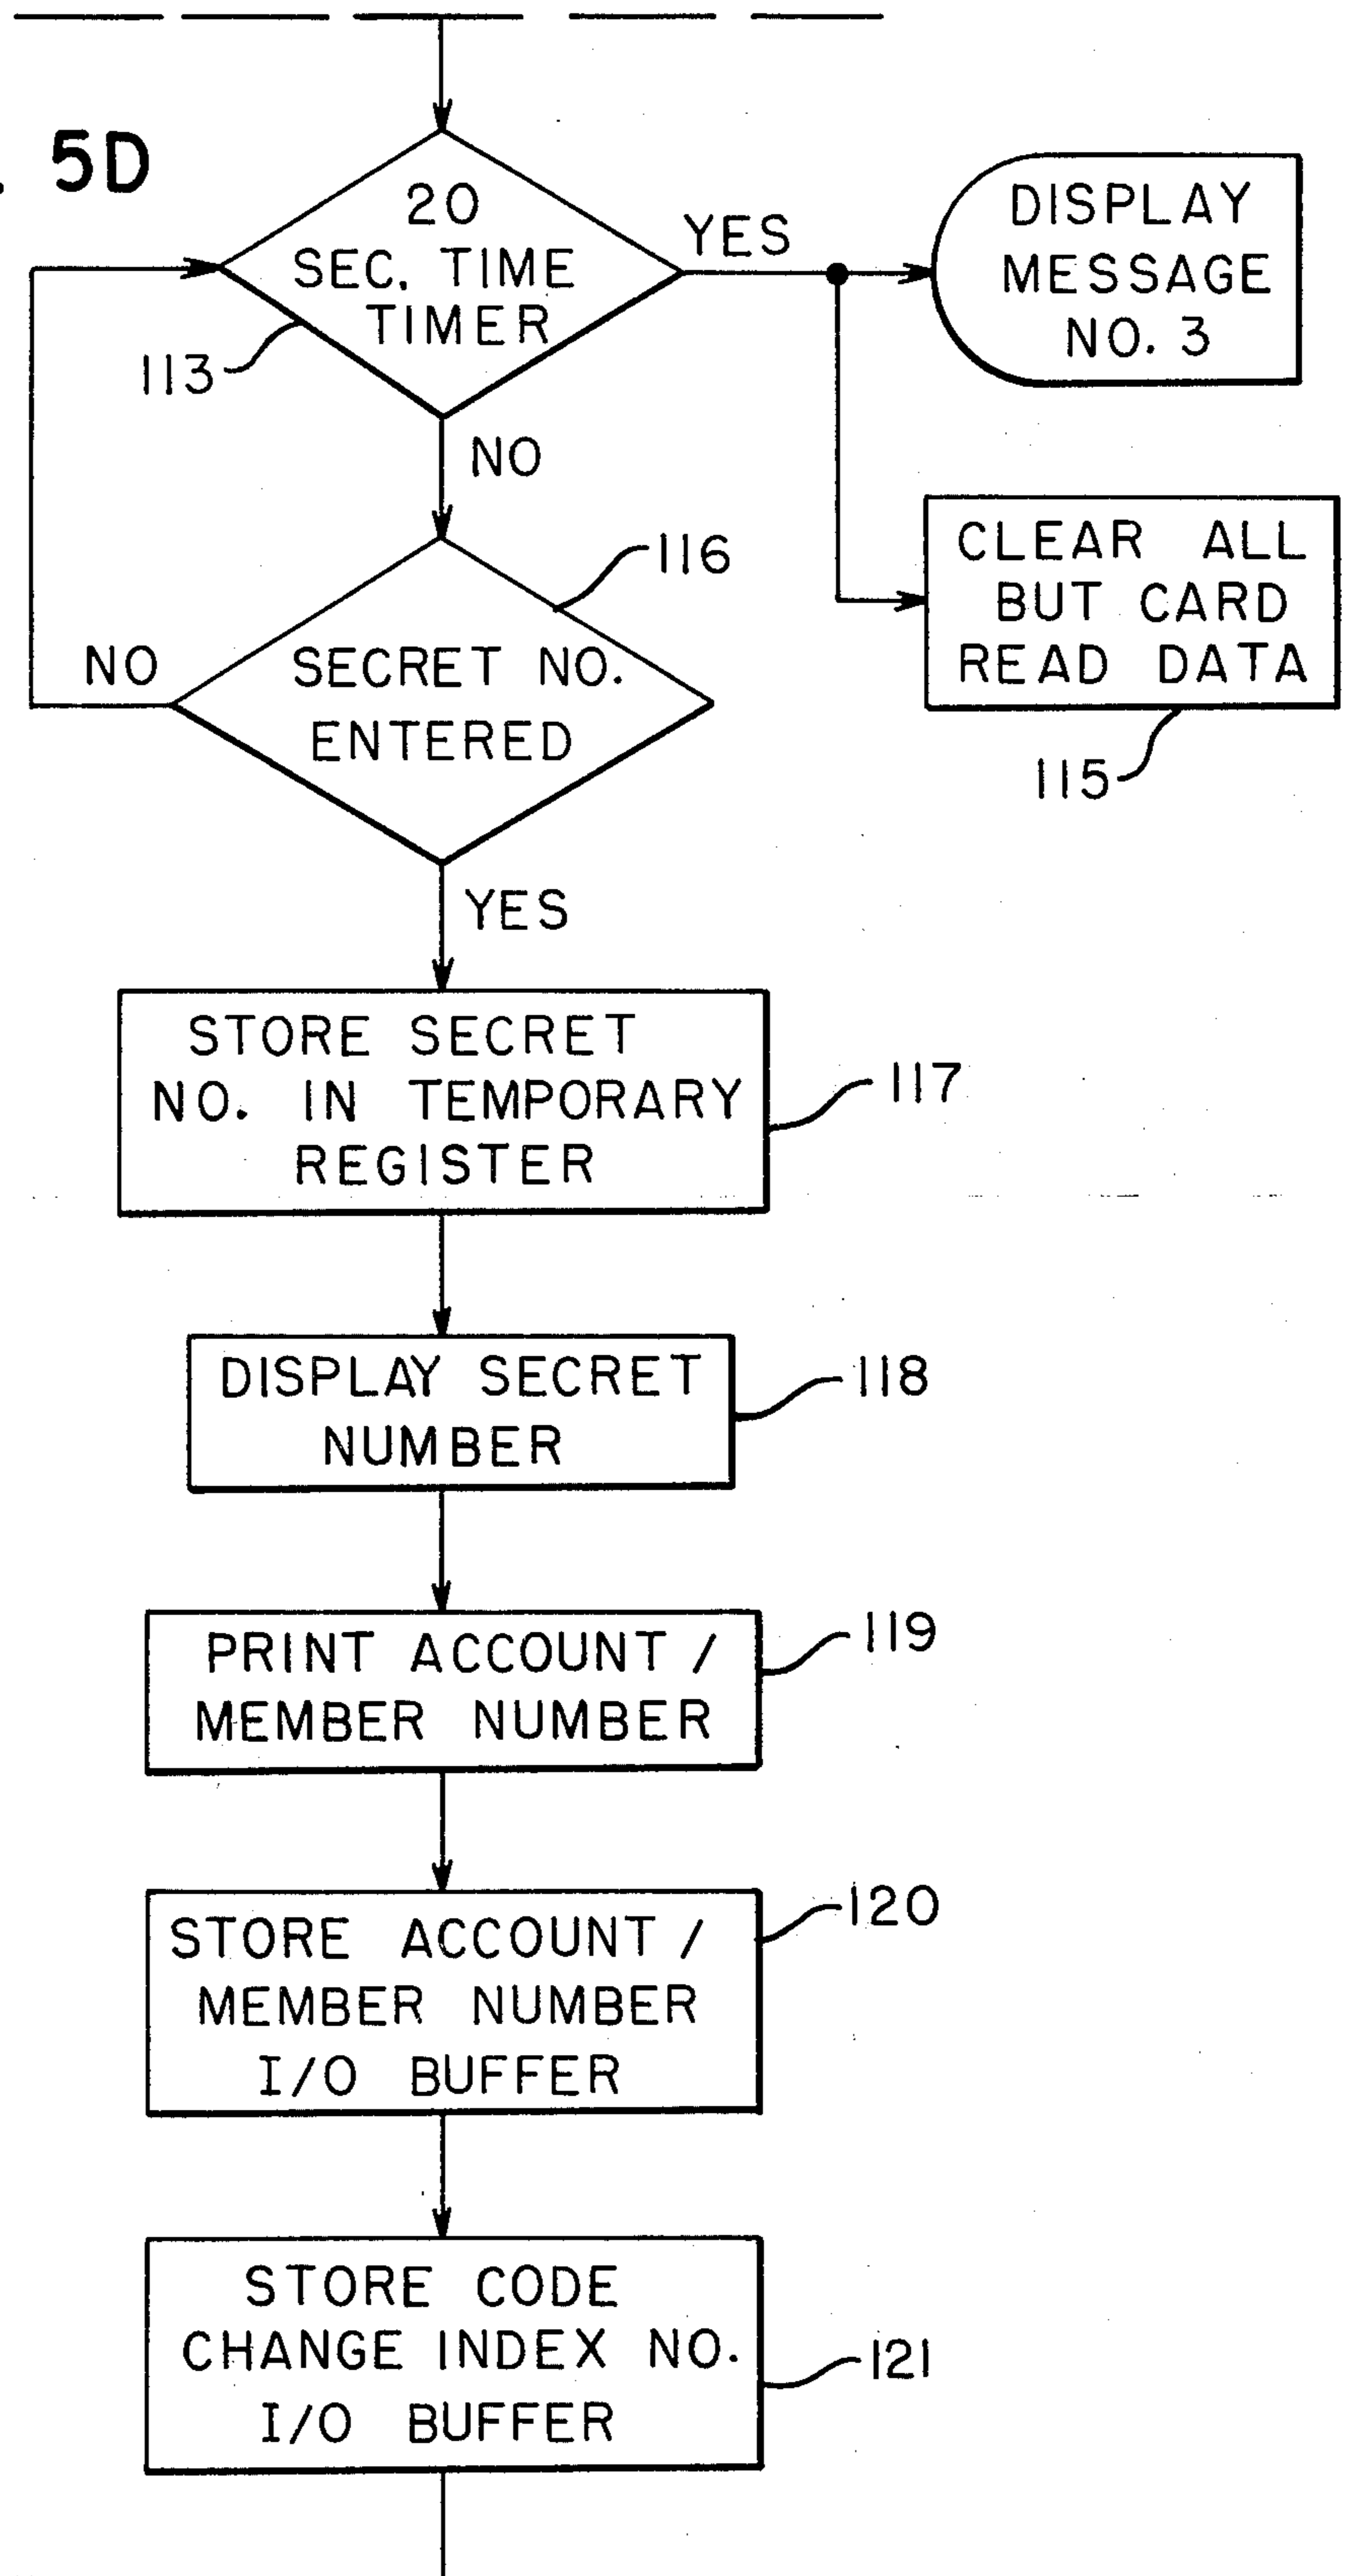 5D
20
SEC. TIME
TIMER
YES
DISPLAY
MESSAGE
NO. 3
113
NO
116
CLEAR ALL
BUT CARD
READ DATA
115
NO
SECRET NO.
ENTERED
YES
STORE SECRET
NO. IN TEMPORARY
REGISTER
117
DISPLAY SECRET
NUMBER
118
PRINT ACCOUNT /
MEMBER NUMBER
119
STORE ACCOUNT /
MEMBER NUMBER
I/O BUFFER
120
STORE CODE
CHANGE INDEX NO.
I/O BUFFER
121